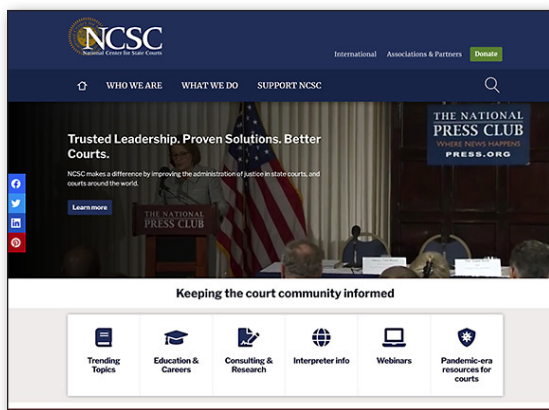 NCSC
National Center for State Courts
International Associations & Partners Donate
WHO WE ARE WHAT WE DO SUPPORT NCSC
THE NATIONAL
PRESS CLUB
WHERE NEWS HAPPENS
PRESS.ORG
Trusted Leadership. Proven Solutions. Better
Courts.
NCSC makes a difference by improving the administration of justice in state courts, and
courts around the world.
Learn more
THE NATIONAL
PRESS CLUB
Keeping the court community informed
Trending
Topics
Education &
Careers
Consulting &
Research
Interpreter info
Webinars
Pandemic-era
resources for
courts